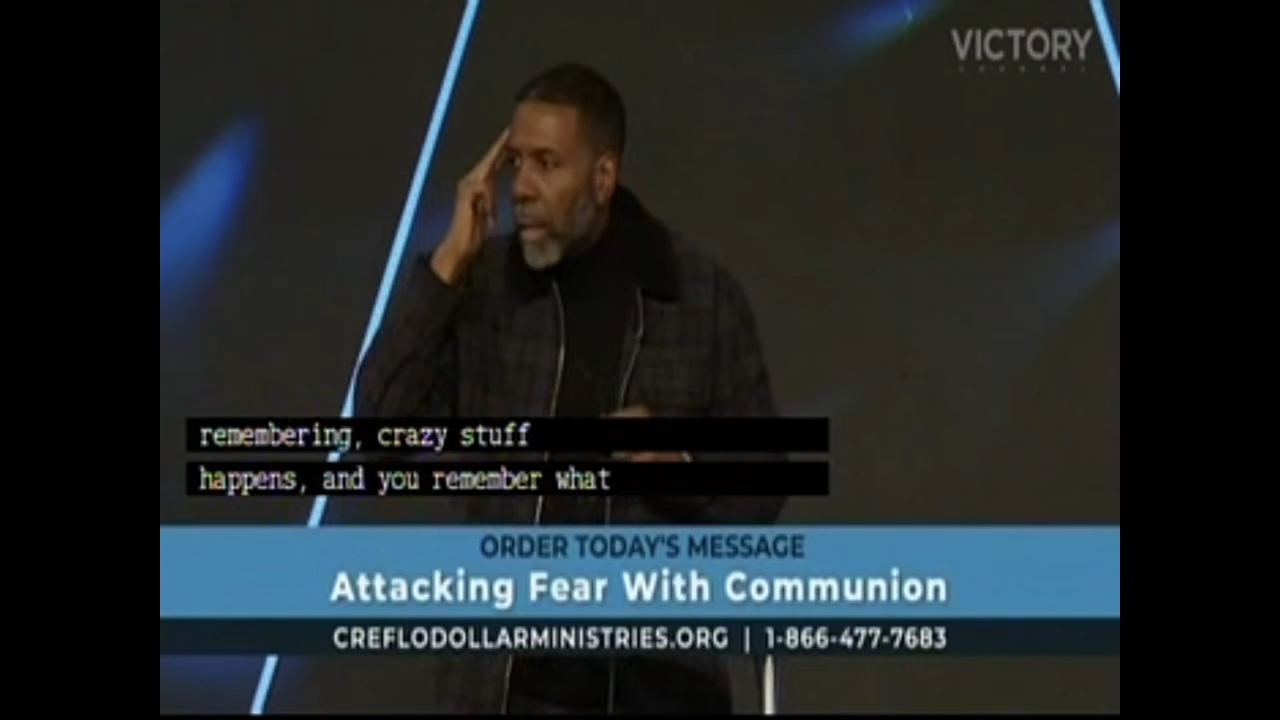 VICTORY
CHANNEL
remembering, crazy stuff
happens, and you remember what
ORDER TODAY'S MESSAGE
Attacking Fear With Communion
CREFLODOLLARMINISTRIES.ORG | 1-866-477-7683